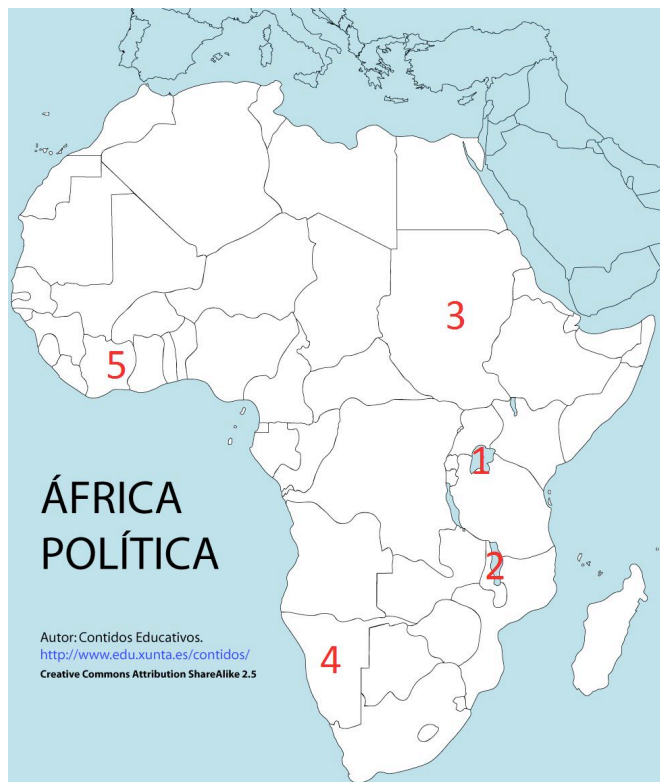 3
5
1
ÁFRICA
POLÍTICA
2
Autor: Contidos Educativos.
http://www.edu.xunta.es/contidos/
Creative Commons Attribution ShareAlike 2.5
4